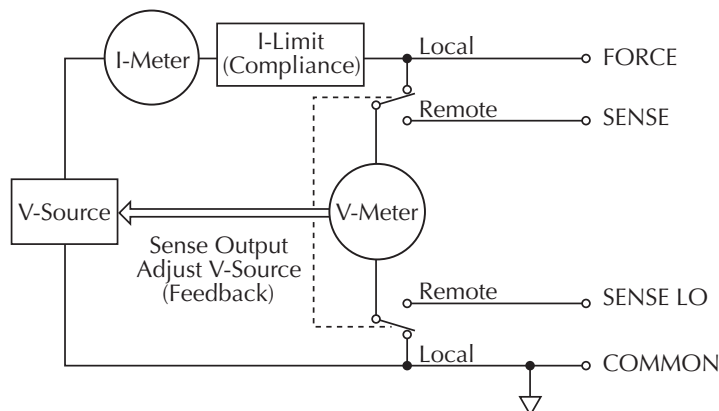 I-Meter
I-Limit
(Compliance)
Local
FORCE
Remote
SENSE
V-Source
V-Meter
Sense Output
Adjust V-Source
(Feedback)
Remote
SENSE LO
Local
COMMON